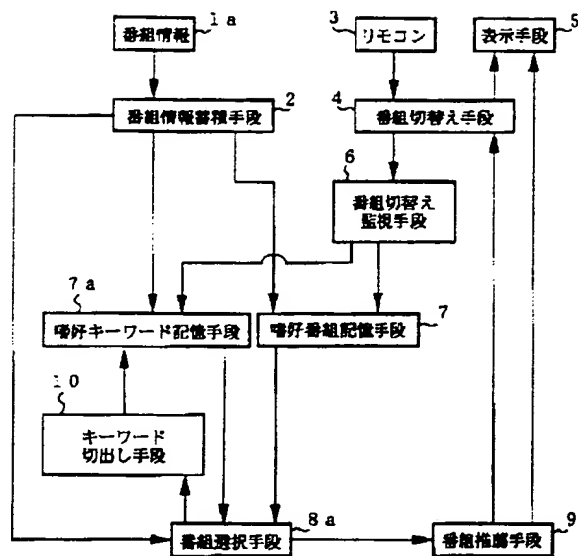 1a
番組情報
3
リモコン
5
表示手段
2
番組情報蓄積手段
4
番組切替え手段
6
番組切替え
監視手段
7a
嗜好キーワード記憶手段
7
嗜好番組記憶手段
10
キーワード
切出し手段
8a
番組選択手段
9
番組推薦手段